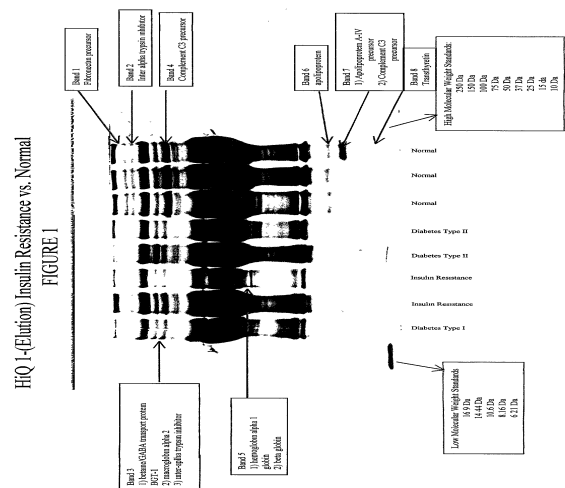 HiQ 1-(Elution) Insulin Resistance vs. Normal
FIGURE 1
Band 1
Fibronectin precursor
Band 2
Inter alpha trypsin inhibitor
Band 4
Complement C3 precursor
Band 6
apolipoprotein
Band 7
1) Apolipoprotein A-IV
precursor
2) Complement C3
precursor
Band 8
Transthyretin
High Molecular Weight Standards:
250 Da
150 Da
100 Da
75 Da
50 Da
37 Da
25 Da
15 da
10 Da
Normal
Normal
Normal
Diabetes Type II
Diabetes Type II
Insulin Resistance
Insulin Resistance
Diabetes Type I
Band 3
1) betaine/GABA transport protein
BGT-1
2) macroglobin alpha 2
3) inter-alpha trypsin inhibitor
Band 5
1) hemoglobin alpha 1
globin
2) beta globin
Low Molecular Weight Standards
16.9 Da
14.44 Da
10.6 Da
8.16 Da
6.21 Da